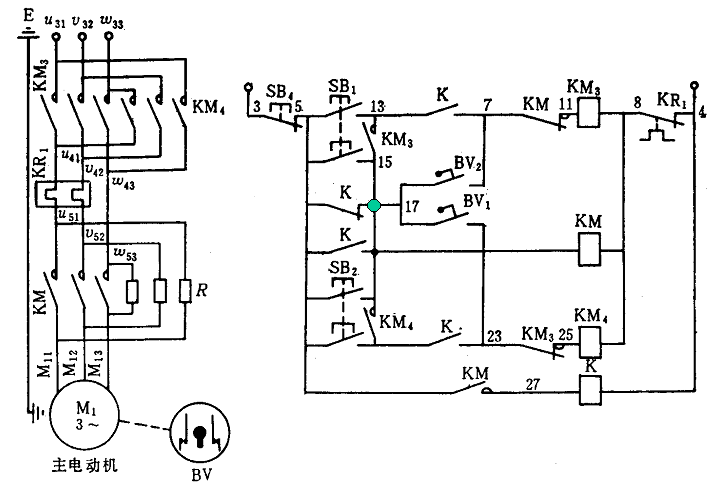 E
u31 v32 w33
KM3
KM4
KR1
u41
v42
w43
u51
v52
w53
KM
R
M11 M12 M13
M1
3～
主电动机
BV
3 SB4 5 SB1 13 K 7 KM 11 KM3 8 KR1 4
KM3
15
BV2
K
17 BV1
K
KM
SB2
KM4
K
23 KM3 25 KM4
KM 27 K